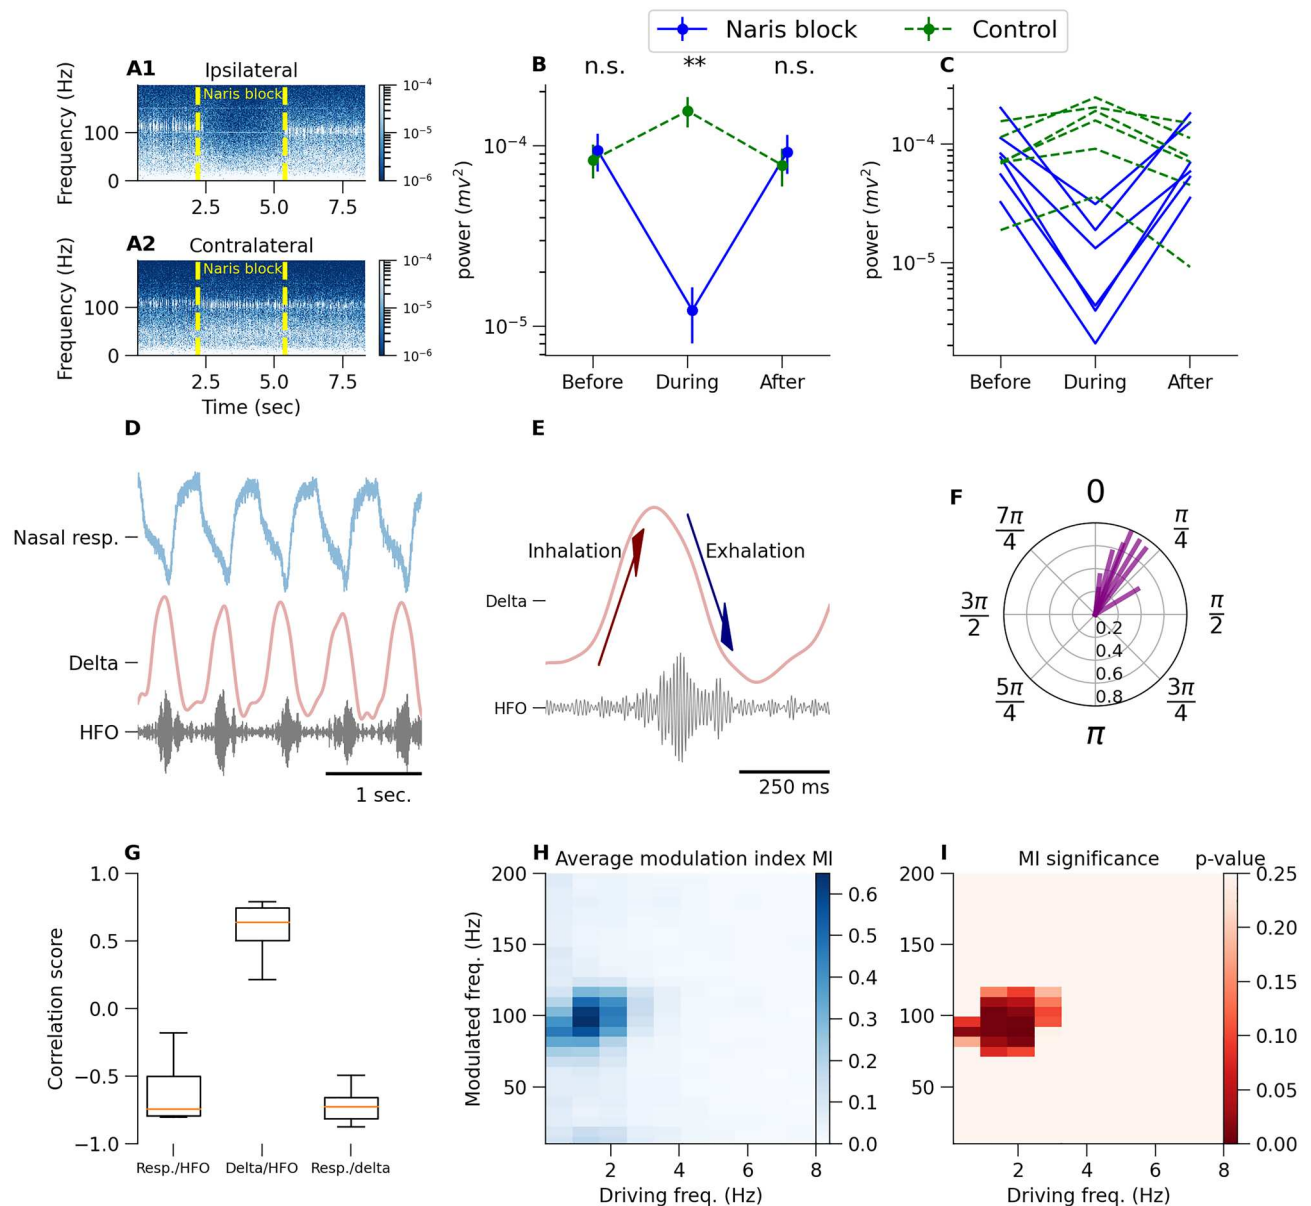 Naris block
Control
A1
Ipsilateral
Frequency (Hz)
Naris block
100
0
2.5 5.0 7.5
10⁻⁴
10⁻⁵
10⁻⁶
A2
Contralateral
Frequency (Hz)
Naris block
100
0
2.5 5.0 7.5
Time (sec)
10⁻⁴
10⁻⁵
10⁻⁶
B
n.s. ** n.s.
power (mv²)
10⁻⁴
10⁻⁵
Before During After
C
power (mv²)
10⁻⁴
10⁻⁵
Before During After
D
Nasal resp.
Delta
HFO
1 sec.
E
Inhalation
Exhalation
Delta
HFO
250 ms
F
0
π/4
π/2
3π/4
π
5π/4
3π/2
7π/4
0.2
0.4
0.6
0.8
G
Correlation score
1.0
0.5
0.0
−0.5
−1.0
Resp./HFO Delta/HFO Resp./delta
H
Average modulation index MI
Modulated freq. (Hz)
200
150
100
50
2 4 6 8
Driving freq. (Hz)
0.6
0.5
0.4
0.3
0.2
0.1
0.0
I
MI significance
p-value
200
150
100
50
2 4 6 8
Driving freq. (Hz)
0.25
0.20
0.15
0.10
0.05
0.00